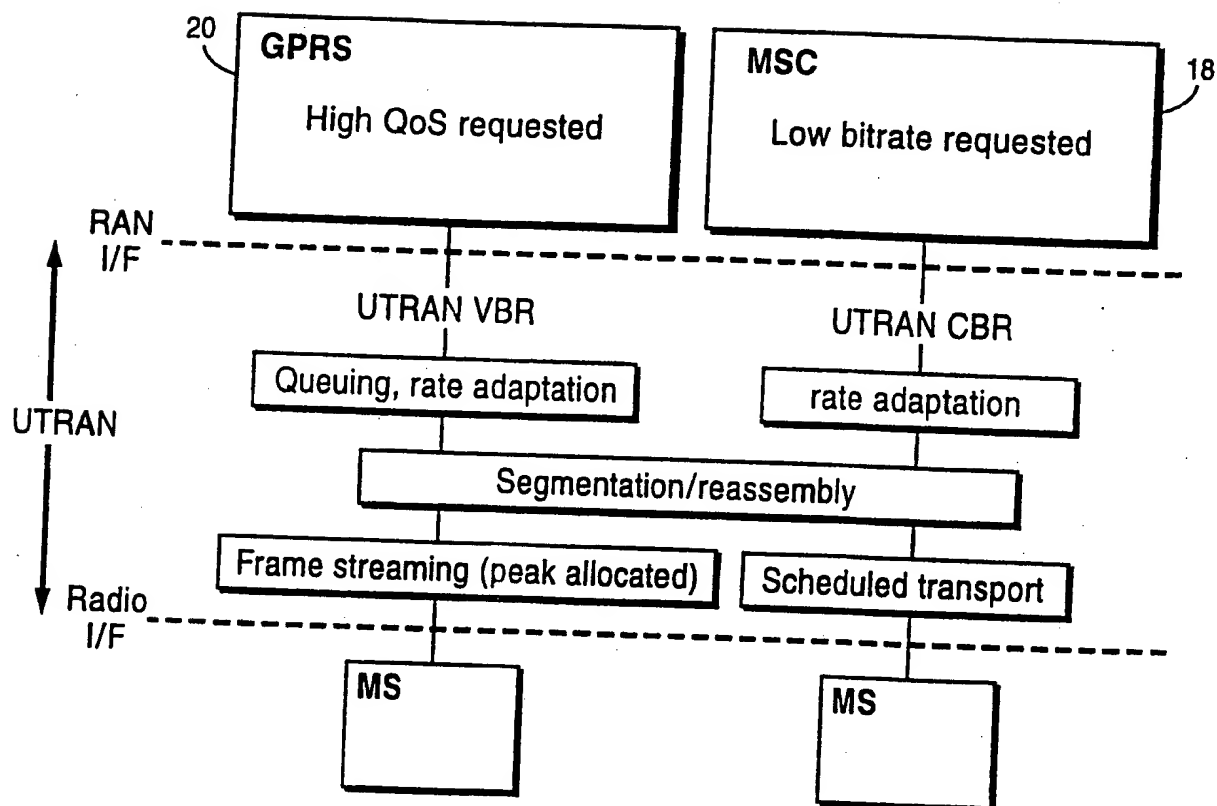 20
GPRS
High QoS requested
MSC
Low bitrate requested
18
RAN
I/F
UTRAN VBR
UTRAN CBR
Queuing, rate adaptation
rate adaptation
UTRAN
Segmentation/reassembly
Frame streaming (peak allocated)
Scheduled transport
Radio
I/F
MS
MS